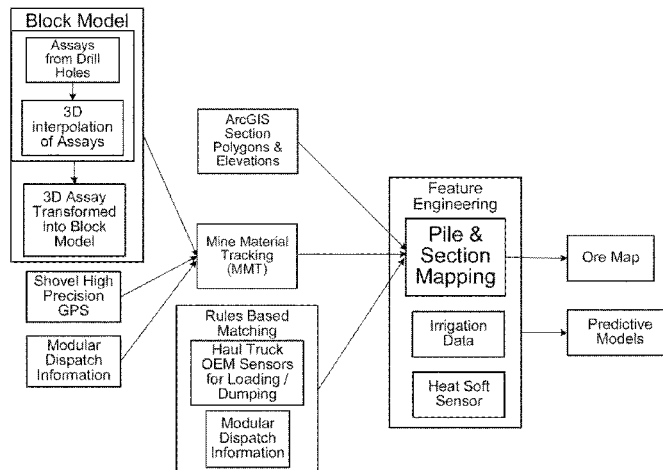 Block Model
Assays
from Drill
Holes
3D
interpolation
of Assays
3D Assay
Transformed
into Block
Model
Shovel High
Precision
GPS
Modular
Dispatch
Information
ArcGIS
Section
Polygons &
Elevations
Mine Material
Tracking
(MMT)
Rules Based
Matching
Haul Truck
OEM Sensors
for Loading /
Dumping
Modular
Dispatch
Information
Feature
Engineering
Pile &
Section
Mapping
Irrigation
Data
Heat Soft
Sensor
Ore Map
Predictive
Models